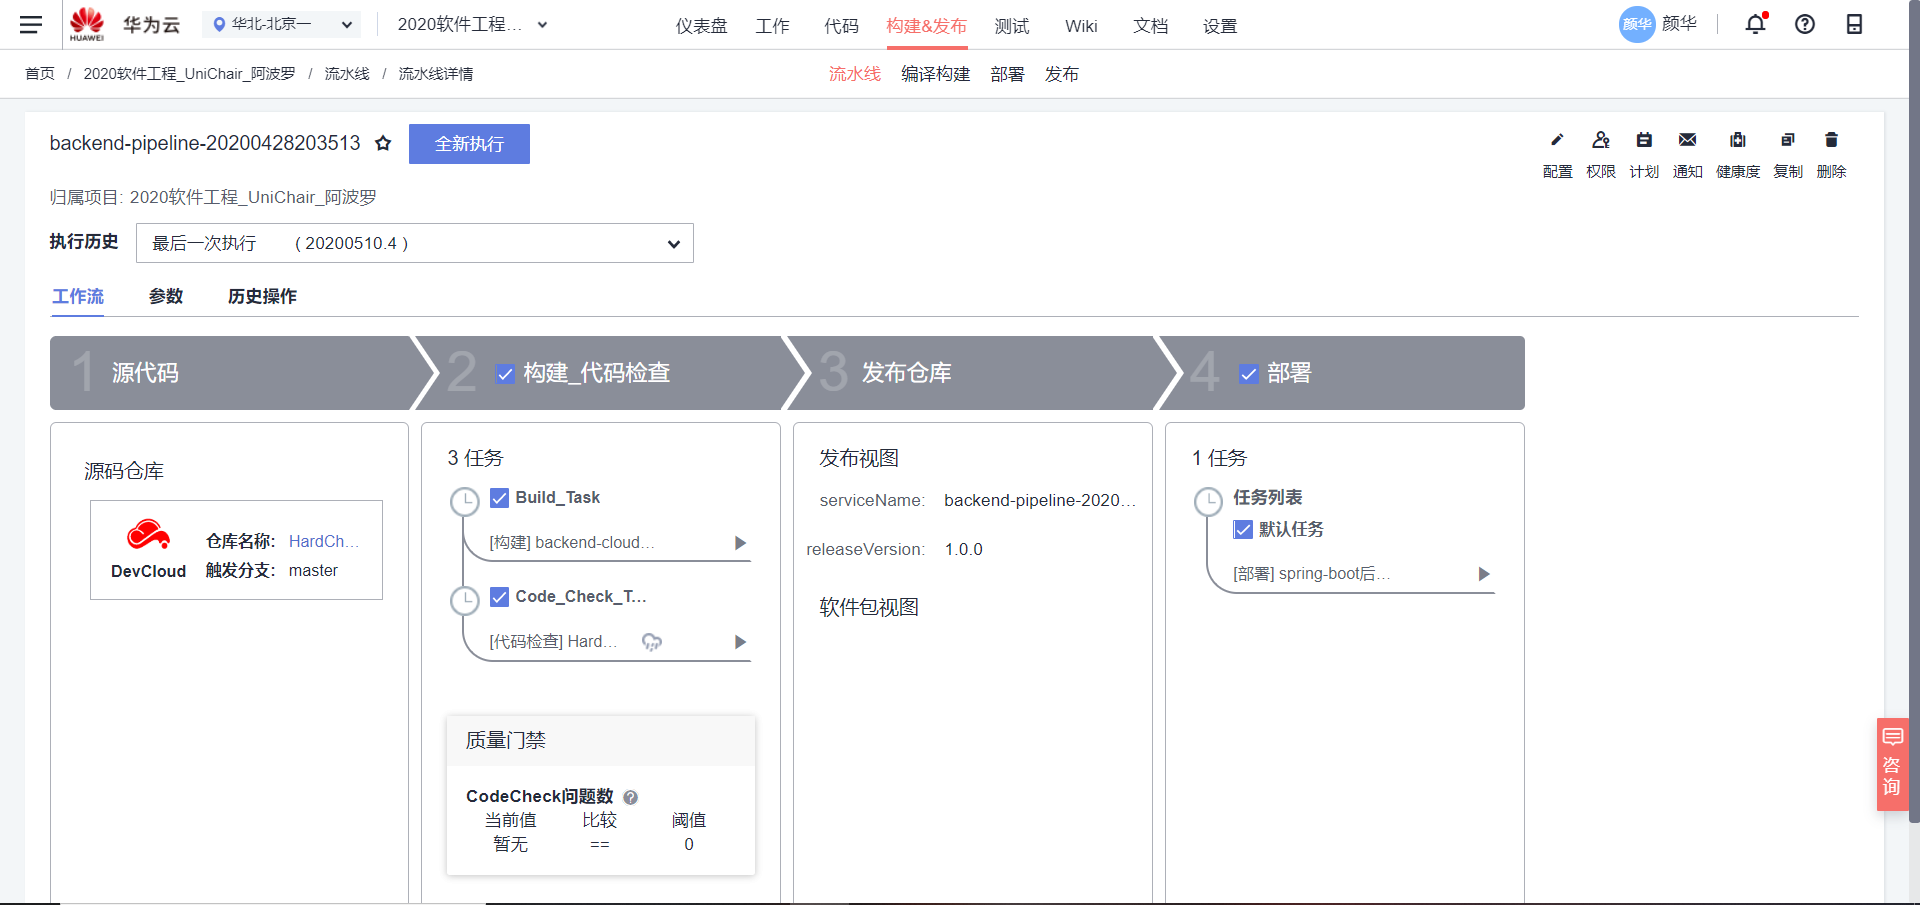 HUAWEI 华为云 华北-北京一 2020软件工程... 仪表盘 工作 代码 构建&发布 测试 Wiki 文档 设置 颜华 颜华
首页 / 2020软件工程_UniChair_阿波罗 / 流水线 / 流水线详情 流水线 编译构建 部署 发布
backend-pipeline-20200428203513 全新执行
配置 权限 计划 通知 健康度 复制 删除
归属项目: 2020软件工程_UniChair_阿波罗
执行历史 最后一次执行 ( 20200510.4 )
工作流 参数 历史操作
1 源代码 2 构建_代码检查 3 发布仓库 4 部署
源码仓库
DevCloud
仓库名称: HardCh...
触发分支: master
3 任务
Build_Task
[构建] backend-cloud...
Code_Check_T...
[代码检查] Hard...
质量门禁
CodeCheck问题数 ?
当前值 比较 阈值
暂无 == 0
发布视图
serviceName: backend-pipeline-2020...
releaseVersion: 1.0.0
软件包视图
1 任务
任务列表
默认任务
[部署] spring-boot后...
咨询